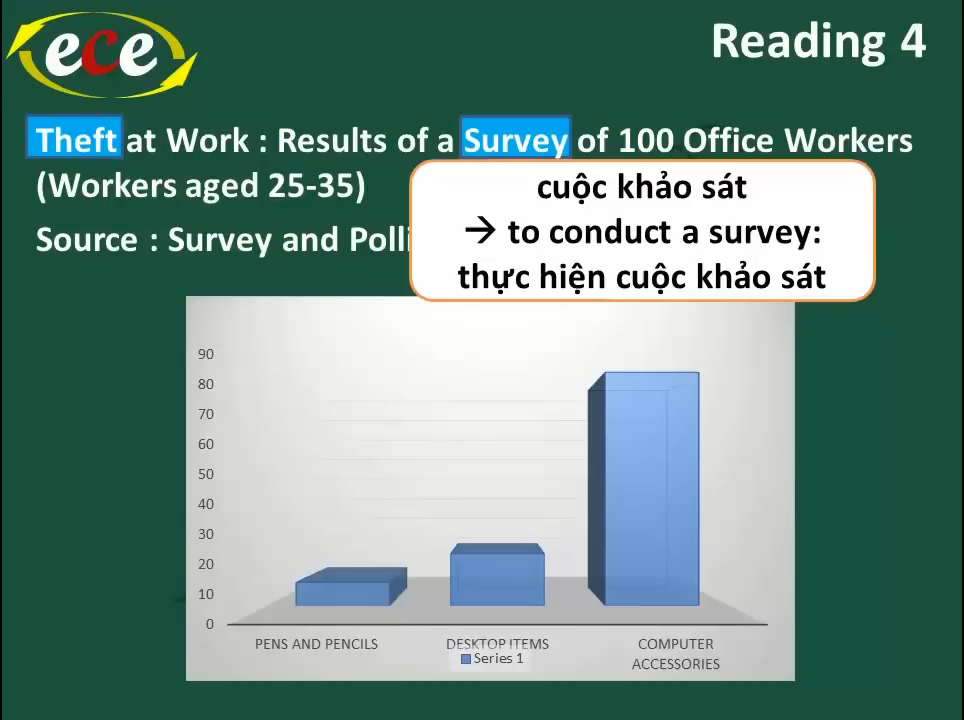 ece
Reading 4
Theft at Work : Results of a Survey of 100 Office Workers
(Workers aged 25-35)
cuộc khảo sát
→ to conduct a survey:
thực hiện cuộc khảo sát
Source : Survey and
90
80
70
60
50
40
30
20
10
0
PENS AND PENCILS
DESKTOP ITEMS
COMPUTER
ACCESSORIES
Series 1